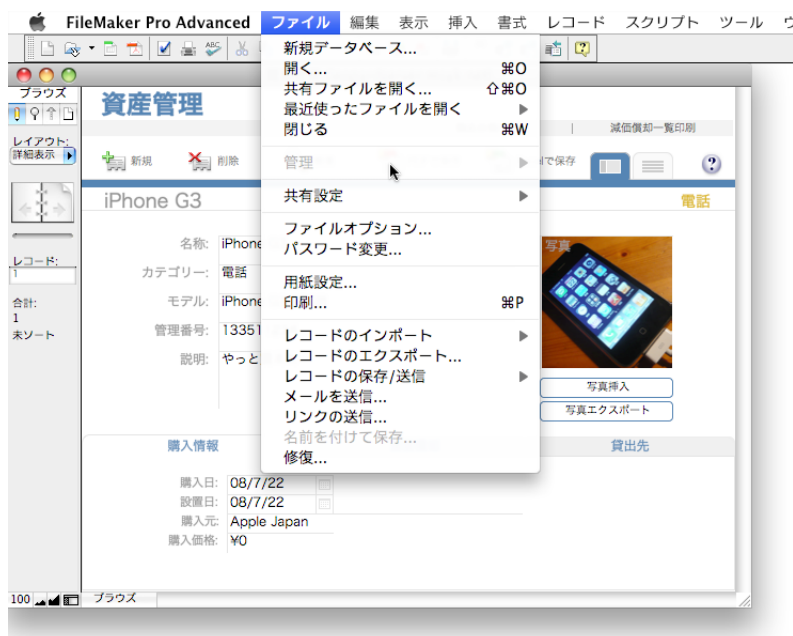 FileMaker Pro Advanced ファイル 編集 表示 挿入 書式 レコード スクリプト ツール
新規データベース...
開く... ⌘O
共有ファイルを開く... ⇧⌘O
最近使ったファイルを開く ▶
閉じる ⌘W
管理 ▶
共有設定 ▶
ファイルオプション...
パスワード変更...
用紙設定...
印刷... ⌘P
レコードのインポート ▶
レコードのエクスポート...
レコードの保存/送信 ▶
メールを送信...
リンクの送信...
名前を付けて保存...
修復...
ブラウズ
レイアウト:
詳細表示
レコード:
1
合計:
1
未ソート
資産管理
減価償却一覧印刷
新規 削除 で保存
iPhone G3 電話
名称: iPhone
カテゴリー: 電話
モデル: iPhone
管理番号: 13351
説明: やっと
写真
写真挿入
写真エクスポート
購入情報 貸出先
購入日: 08/7/22
設置日: 08/7/22
購入元: Apple Japan
購入価格: ¥0
100 ブラウズ